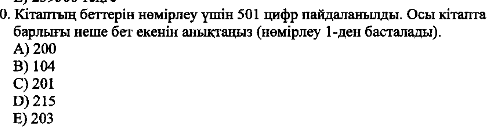 0. Кітаптың беттерін нөмірлеу үшін 501 цифр пайдаланылды. Осы кітапта
барлығы неше бет екенін анықтаңыз (нөмірлеу 1-ден басталады).
A) 200
B) 104
C) 201
D) 215
E) 203